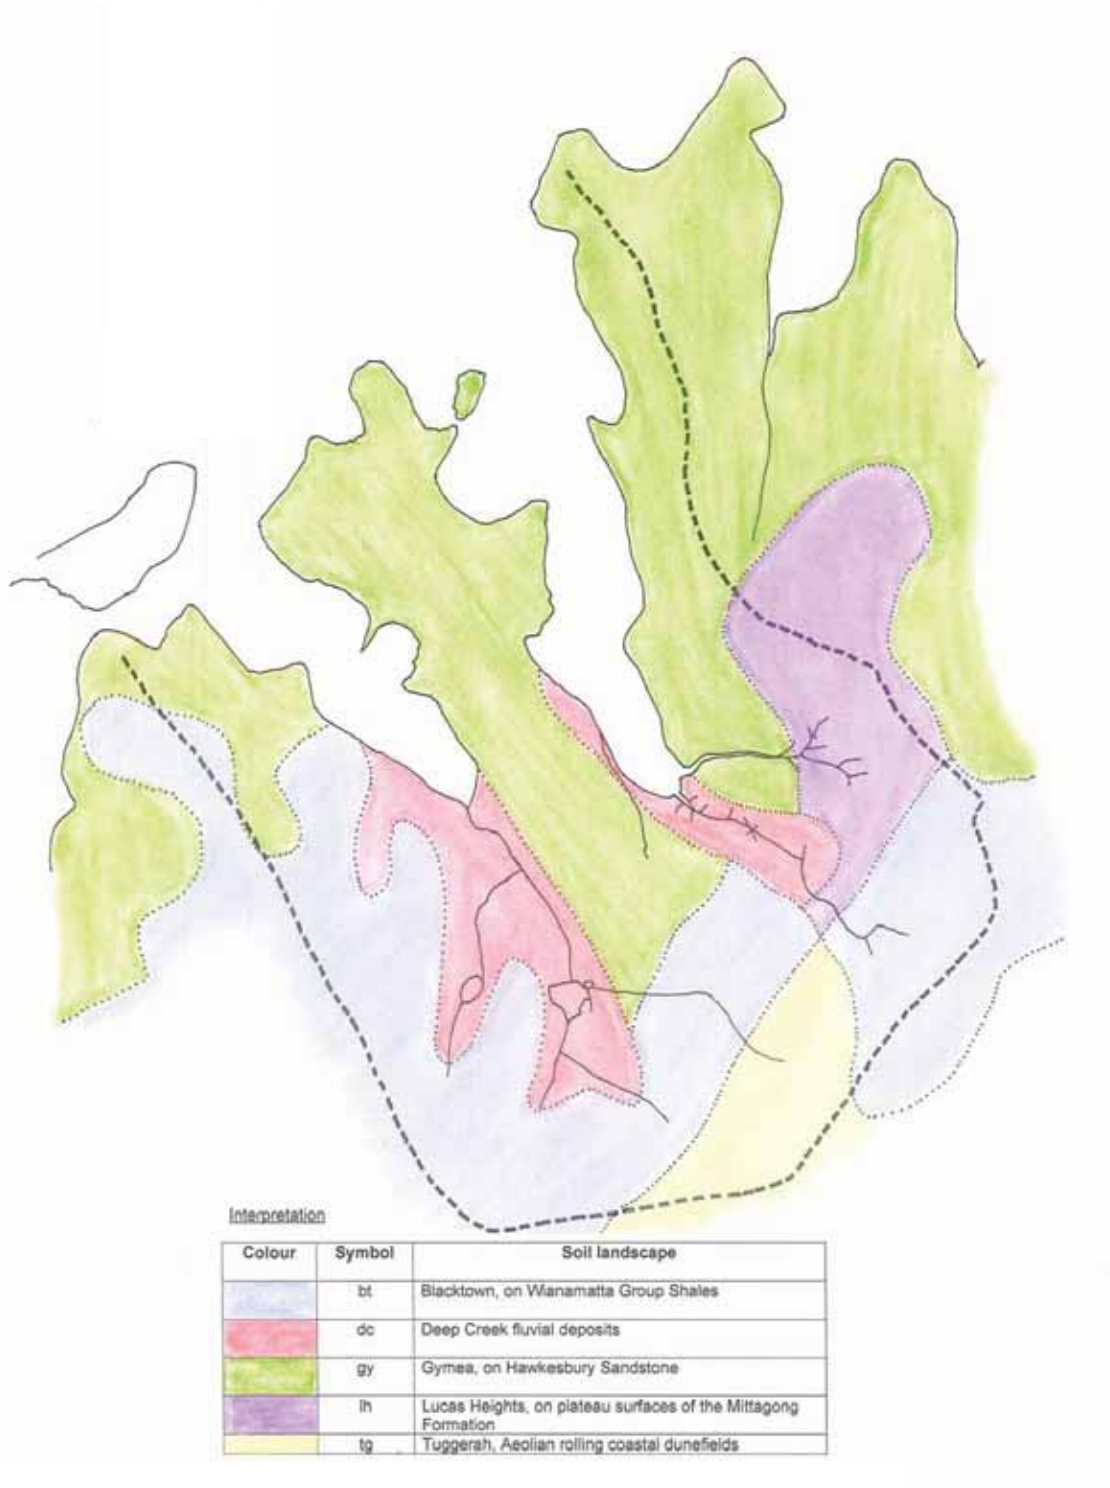 Interpretation
Colour Symbol Soil landscape
bt Blacktown, on Wianamatta Group Shales
dc Deep Creek fluvial deposits
gy Gymea, on Hawkesbury Sandstone
lh Lucas Heights, on plateau surfaces of the Mittagong
Formation
tg Tuggerah, Aeolian rolling coastal dunefields